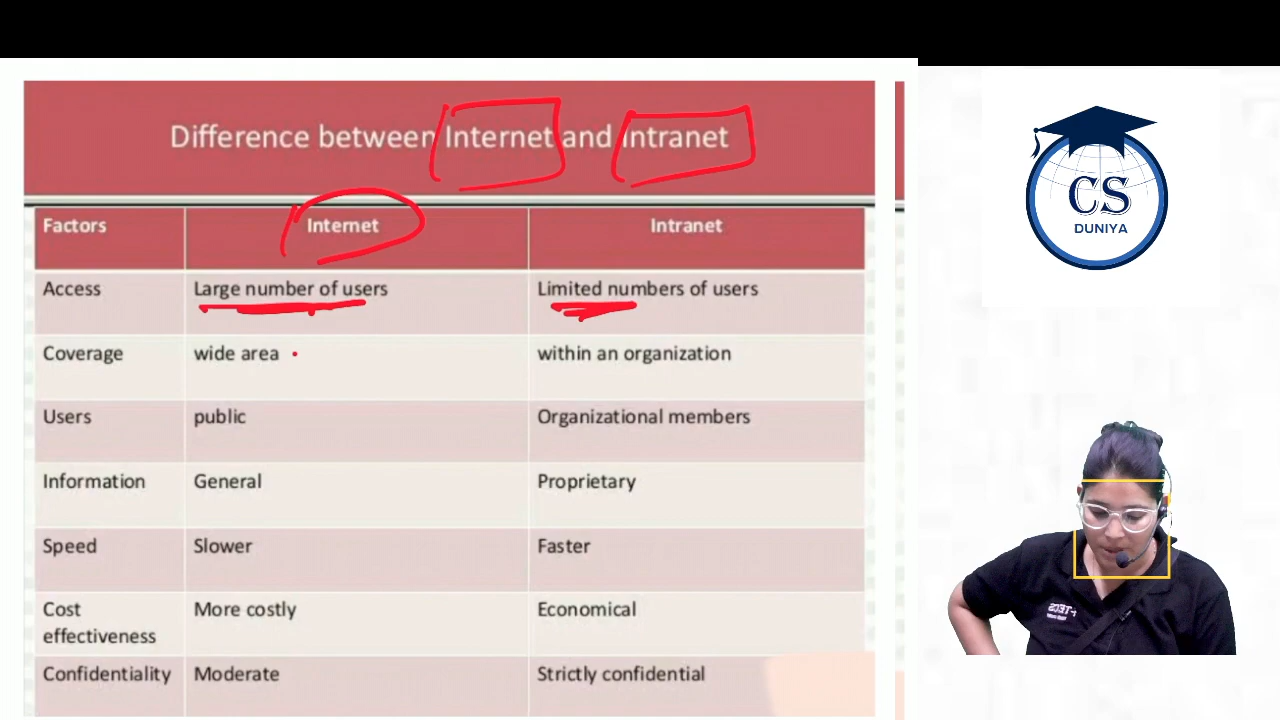 Difference between Internet and Intranet
Factors Internet Intranet
Access Large number of users Limited numbers of users
Coverage wide area within an organization
Users public Organizational members
Information General Proprietary
Speed Slower Faster
Cost effectiveness More costly Economical
Confidentiality Moderate Strictly confidential
CS
DUNIYA